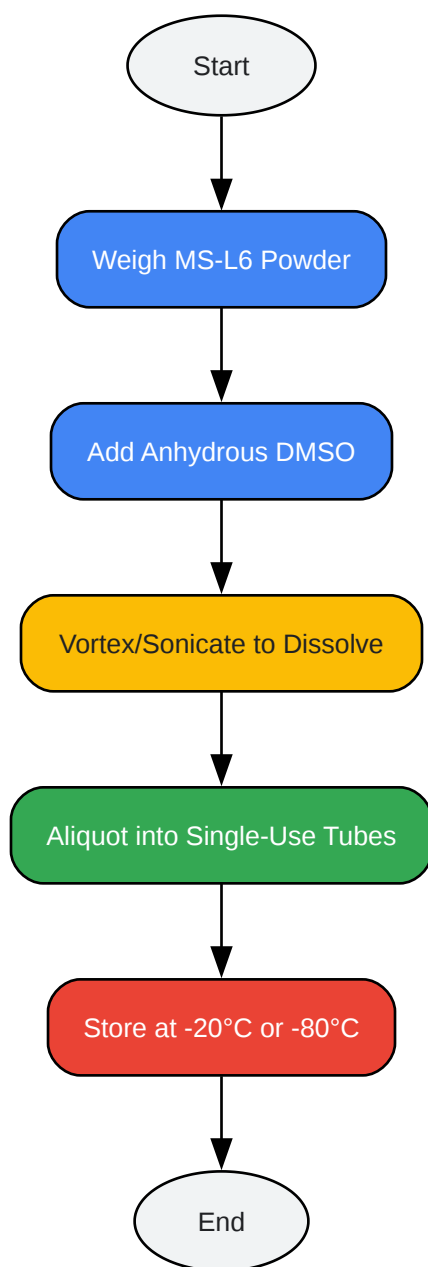 Start
Weigh MS-L6 Powder
Add Anhydrous DMSO
Vortex/Sonicate to Dissolve
Aliquot into Single-Use Tubes
Store at -20°C or -80°C
End